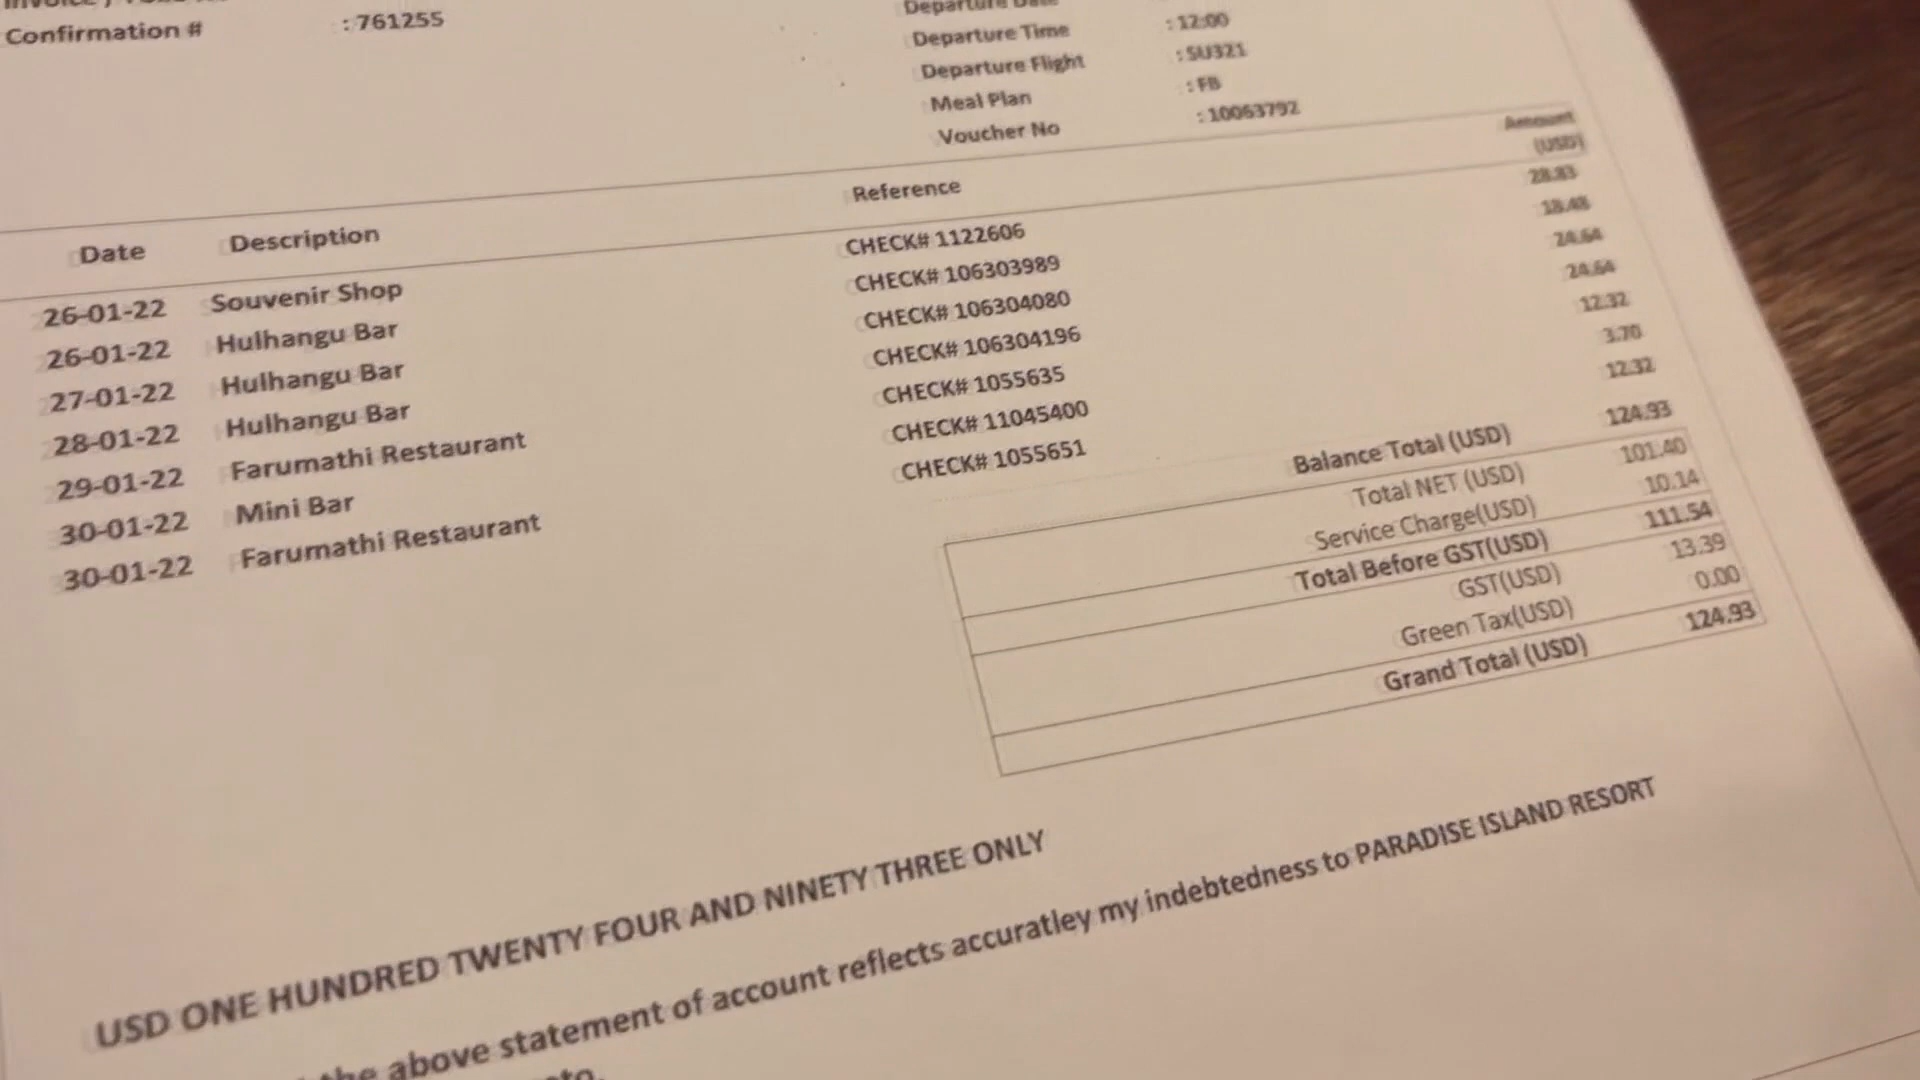 Confirmation # : 761255
Departure Date
Departure Time : 12:00
Departure Flight : SU321
Meal Plan : FB
Voucher No : 10063792
Date Description Reference Amount (USD)
26-01-22 Souvenir Shop CHECK# 1122606 28.83
26-01-22 Hulhangu Bar CHECK# 106303989 18.48
27-01-22 Hulhangu Bar CHECK# 106304080 24.64
28-01-22 Hulhangu Bar CHECK# 106304196 24.64
29-01-22 Farumathi Restaurant CHECK# 1055635 12.32
30-01-22 Mini Bar CHECK# 11045400 3.70
30-01-22 Farumathi Restaurant CHECK# 1055651 12.32
Balance Total (USD) 124.93
Total NET (USD) 101.40
Service Charge(USD) 10.14
Total Before GST(USD) 111.54
GST(USD) 13.39
Green Tax(USD) 0.00
Grand Total (USD) 124.93
USD ONE HUNDRED TWENTY FOUR AND NINETY THREE ONLY
the above statement of account reflects accuratley my indebtedness to PARADISE ISLAND RESORT